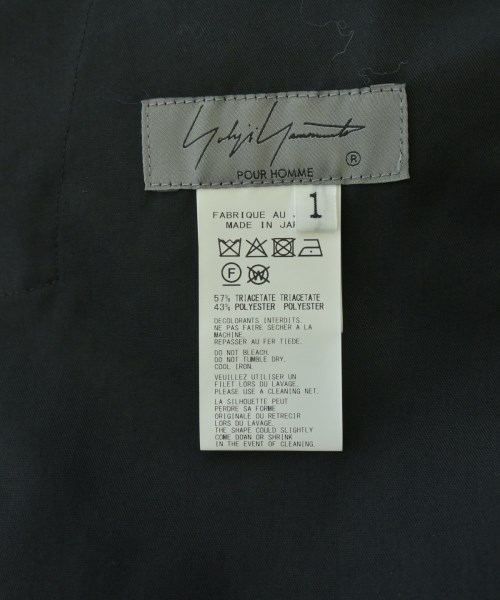 Yohji Yamamoto
®
POUR HOMME
1
FABRIQUE AU
MADE IN JAP
F W
57% TRIACETATE TRIACETATE
43% POLYESTER POLYESTER
DECOLORANTS INTERDITS.
NE PAS FAIRE SECHER A LA
MACHINE.
REPASSER AU FER TIEDE.
DO NOT BLEACH.
DO NOT TUMBLE DRY.
COOL IRON.
VEUILLEZ UTILISER UN
FILET LORS DU LAVAGE.
PLEASE USE A CLEANING NET.
LA SILHOUETTE PEUT
PERDRE SA FORME
ORIGINALE OU RETRECIR
LORS DU LAVAGE.
THE SHAPE COULD SLIGHTLY
COME DOWN OR SHRINK
IN THE EVENT OF CLEANING.